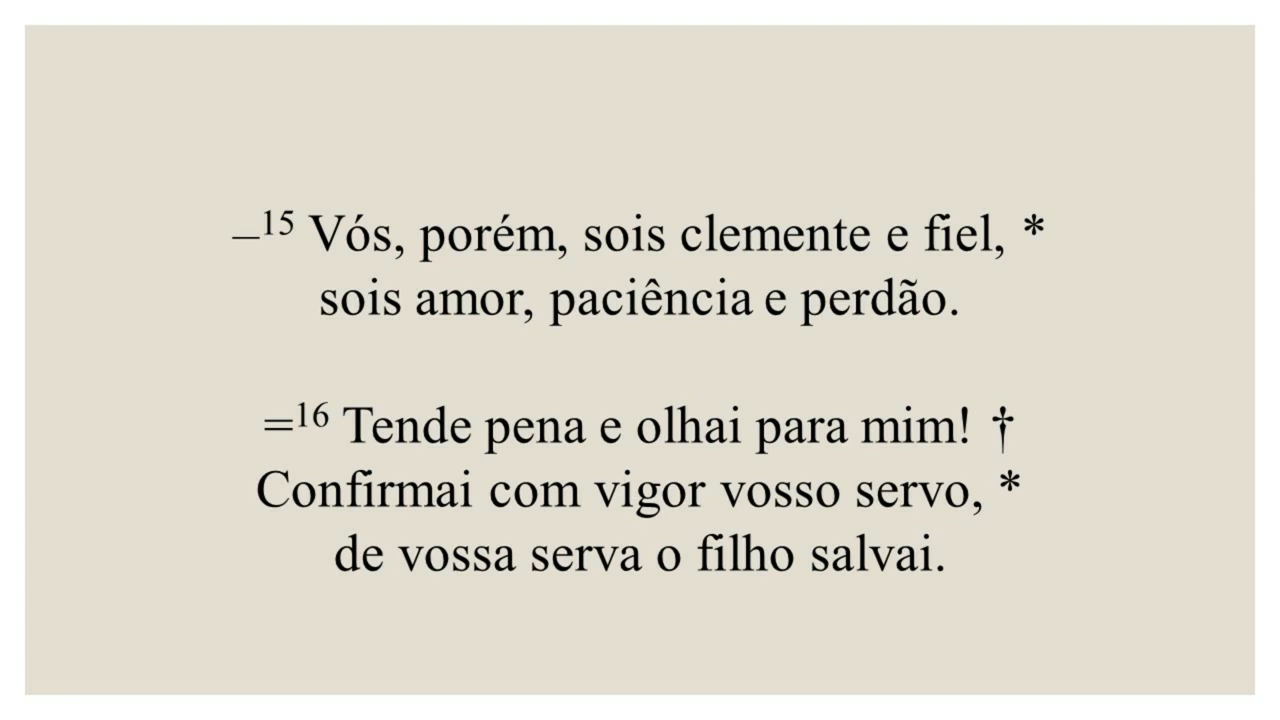 –¹⁵ Vós, porém, sois clemente e fiel, *
sois amor, paciência e perdão.
=¹⁶ Tende pena e olhai para mim! †
Confirmai com vigor vosso servo, *
de vossa serva o filho salvai.